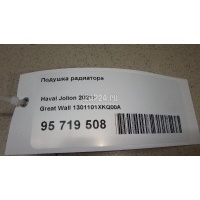 Подушка радиатора
Haval Jolion
Great Wall 1301101XKQ00A
95 719 508